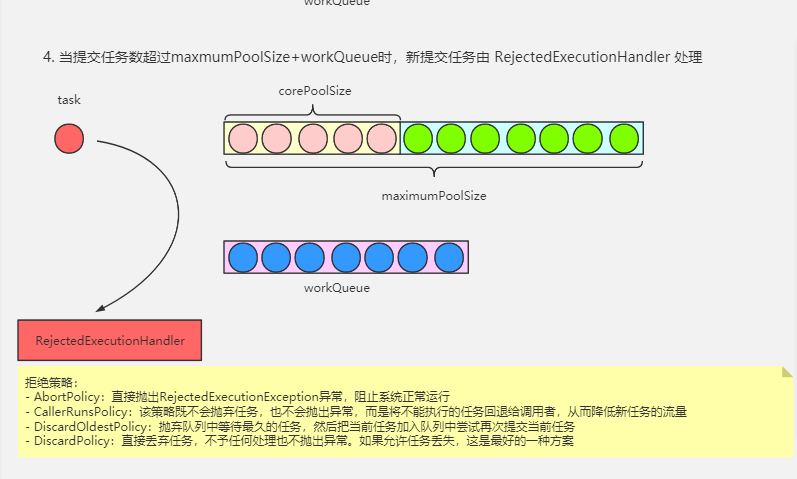 workQueue
4. 当提交任务数超过maxmumPoolSize+workQueue时，新提交任务由 RejectedExecutionHandler 处理
task
corePoolSize
maximumPoolSize
workQueue
RejectedExecutionHandler
拒绝策略：
- AbortPolicy：直接抛出RejectedExecutionException异常，阻止系统正常运行
- CallerRunsPolicy：该策略既不会抛弃任务，也不会抛出异常，而是将不能执行的任务回退给调用者，从而降低新任务的流量
- DiscardOldestPolicy：抛弃队列中等待最久的任务，然后把当前任务加入队列中尝试再次提交当前任务
- DiscardPolicy：直接丢弃任务，不予任何处理也不抛出异常。如果允许任务丢失，这是最好的一种方案